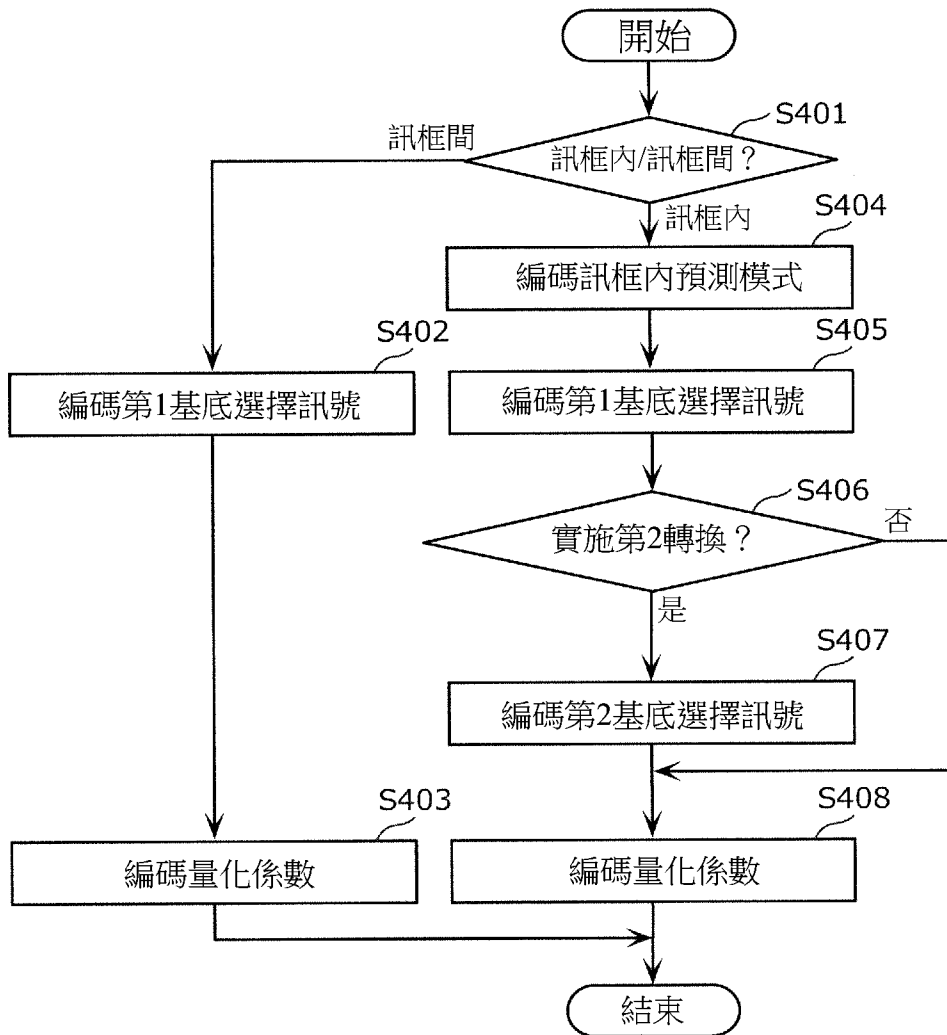 開始
S401
訊框間
訊框內/訊框間？
訊框內
S404
編碼訊框內預測模式
S402
S405
編碼第1基底選擇訊號
編碼第1基底選擇訊號
S406
實施第2轉換？
否
是
S407
編碼第2基底選擇訊號
S403
S408
編碼量化係數
編碼量化係數
結束